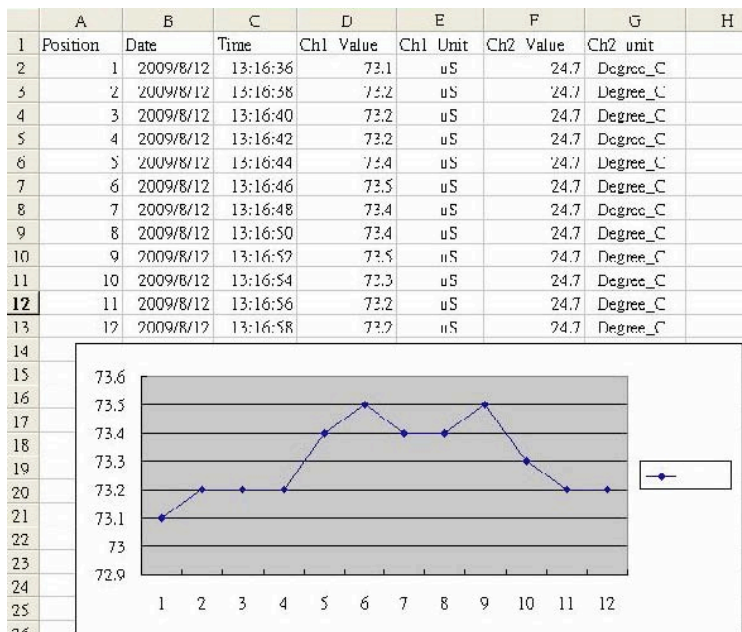 A B C D E F G H
1 Position Date Time Ch1 Value Ch1 Unit Ch2 Value Ch2 unit
2 1 2009/8/12 13:16:36 73.1 uS 24.7 Degree_C
3 2 2009/8/12 13:16:38 73.2 uS 24.7 Degree_C
4 3 2009/8/12 13:16:40 73.2 uS 24.7 Degree_C
5 4 2009/8/12 13:16:42 73.2 uS 24.7 Degree_C
6 5 2009/8/12 13:16:44 73.4 uS 24.7 Degree_C
7 6 2009/8/12 13:16:46 73.5 uS 24.7 Degree_C
8 7 2009/8/12 13:16:48 73.4 uS 24.7 Degree_C
9 8 2009/8/12 13:16:50 73.4 uS 24.7 Degree_C
10 9 2009/8/12 13:16:52 73.5 uS 24.7 Degree_C
11 10 2009/8/12 13:16:54 73.3 uS 24.7 Degree_C
12 11 2009/8/12 13:16:56 73.2 uS 24.7 Degree_C
13 12 2009/8/12 13:16:58 73.2 uS 24.7 Degree_C
14
15
16
17
18
19
20
21
22
23
24
25
26
73.6
73.5
73.4
73.3
73.2
73.1
73
72.9
1 2 3 4 5 6 7 8 9 10 11 12